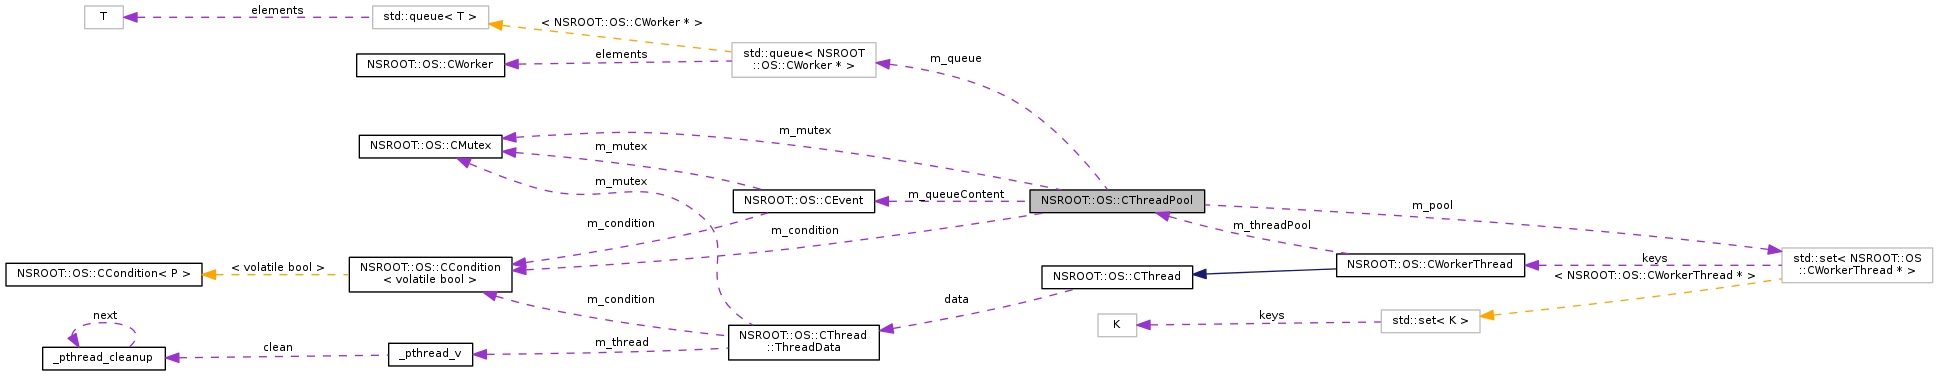 T
elements
std::queue< T >
< NSROOT::OS::CWorker * >
NSROOT::OS::CWorker
elements
std::queue< NSROOT
::OS::CWorker * >
m_queue
NSROOT::OS::CMutex
m_mutex
m_mutex
m_mutex
NSROOT::OS::CEvent
m_queueContent
NSROOT::OS::CThreadPool
m_pool
m_condition
m_condition
m_threadPool
NSROOT::OS::CCondition< P >
< volatile bool >
NSROOT::OS::CCondition
< volatile bool >
NSROOT::OS::CThread
NSROOT::OS::CWorkerThread
keys
std::set< NSROOT::OS
::CWorkerThread * >
< NSROOT::OS::CWorkerThread * >
m_condition
data
next
_pthread_cleanup
clean
_pthread_v
m_thread
NSROOT::OS::CThread
::ThreadData
K
keys
std::set< K >